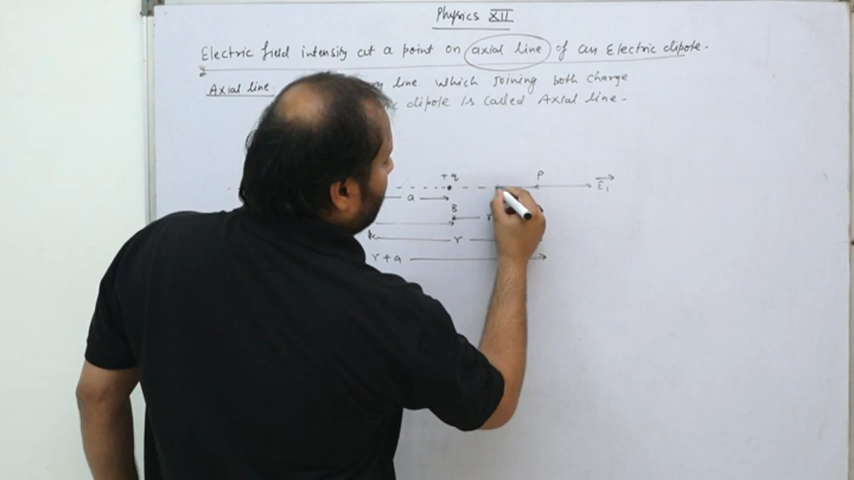 Physics XII
Electric field intensity at a point on axial line of an Electric dipole.
Axial line line which Joining both charge
dipole is called Axial line.
+q P
a E₁
B
r
r + a